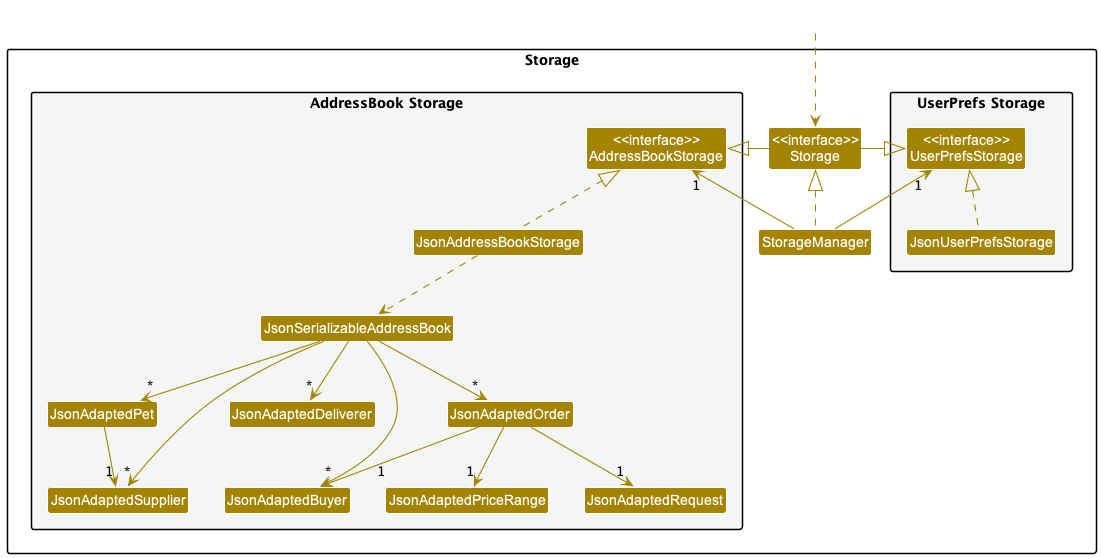 Storage
AddressBook Storage
UserPrefs Storage
<<interface>>
AddressBookStorage
<<interface>>
Storage
<<interface>>
UserPrefsStorage
1
1
JsonAddressBookStorage
StorageManager
JsonUserPrefsStorage
JsonSerializableAddressBook
*
*
*
JsonAdaptedPet
JsonAdaptedDeliverer
JsonAdaptedOrder
1
*
*
1
1
1
JsonAdaptedSupplier
JsonAdaptedBuyer
JsonAdaptedPriceRange
JsonAdaptedRequest